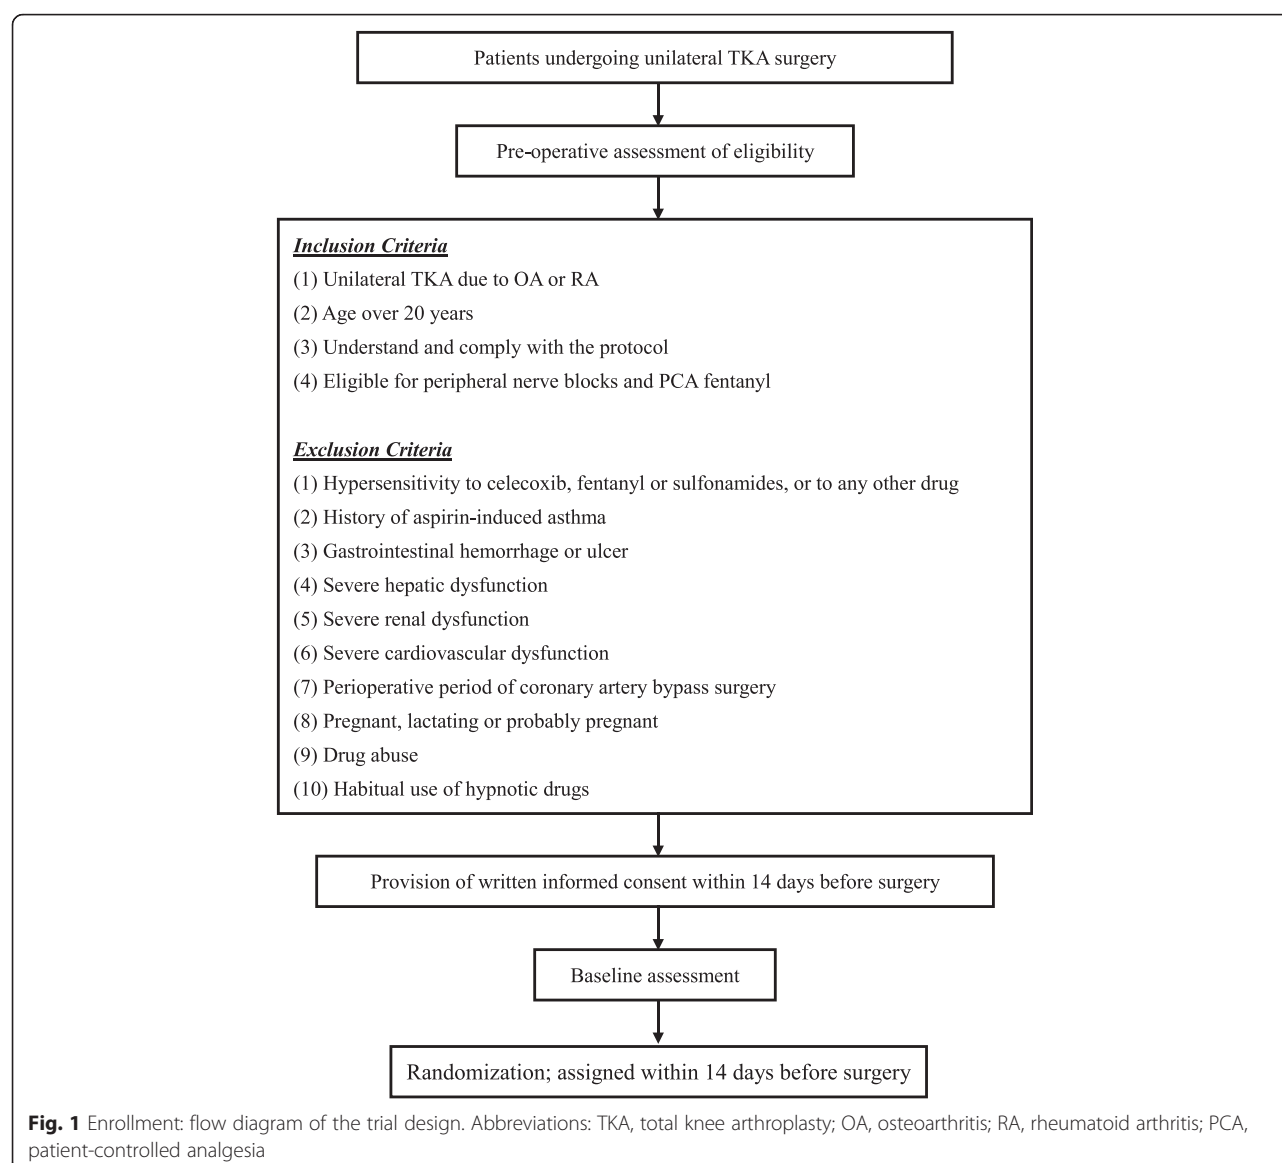 Patients undergoing unilateral TKA surgery
Pre-operative assessment of eligibility
Inclusion Criteria
(1) Unilateral TKA due to OA or RA
(2) Age over 20 years
(3) Understand and comply with the protocol
(4) Eligible for peripheral nerve blocks and PCA fentanyl
Exclusion Criteria
(1) Hypersensitivity to celecoxib, fentanyl or sulfonamides, or to any other drug
(2) History of aspirin-induced asthma
(3) Gastrointestinal hemorrhage or ulcer
(4) Severe hepatic dysfunction
(5) Severe renal dysfunction
(6) Severe cardiovascular dysfunction
(7) Perioperative period of coronary artery bypass surgery
(8) Pregnant, lactating or probably pregnant
(9) Drug abuse
(10) Habitual use of hypnotic drugs
Provision of written informed consent within 14 days before surgery
Baseline assessment
Randomization; assigned within 14 days before surgery
Fig. 1 Enrollment: flow diagram of the trial design. Abbreviations: TKA, total knee arthroplasty; OA, osteoarthritis; RA, rheumatoid arthritis; PCA,
patient-controlled analgesia